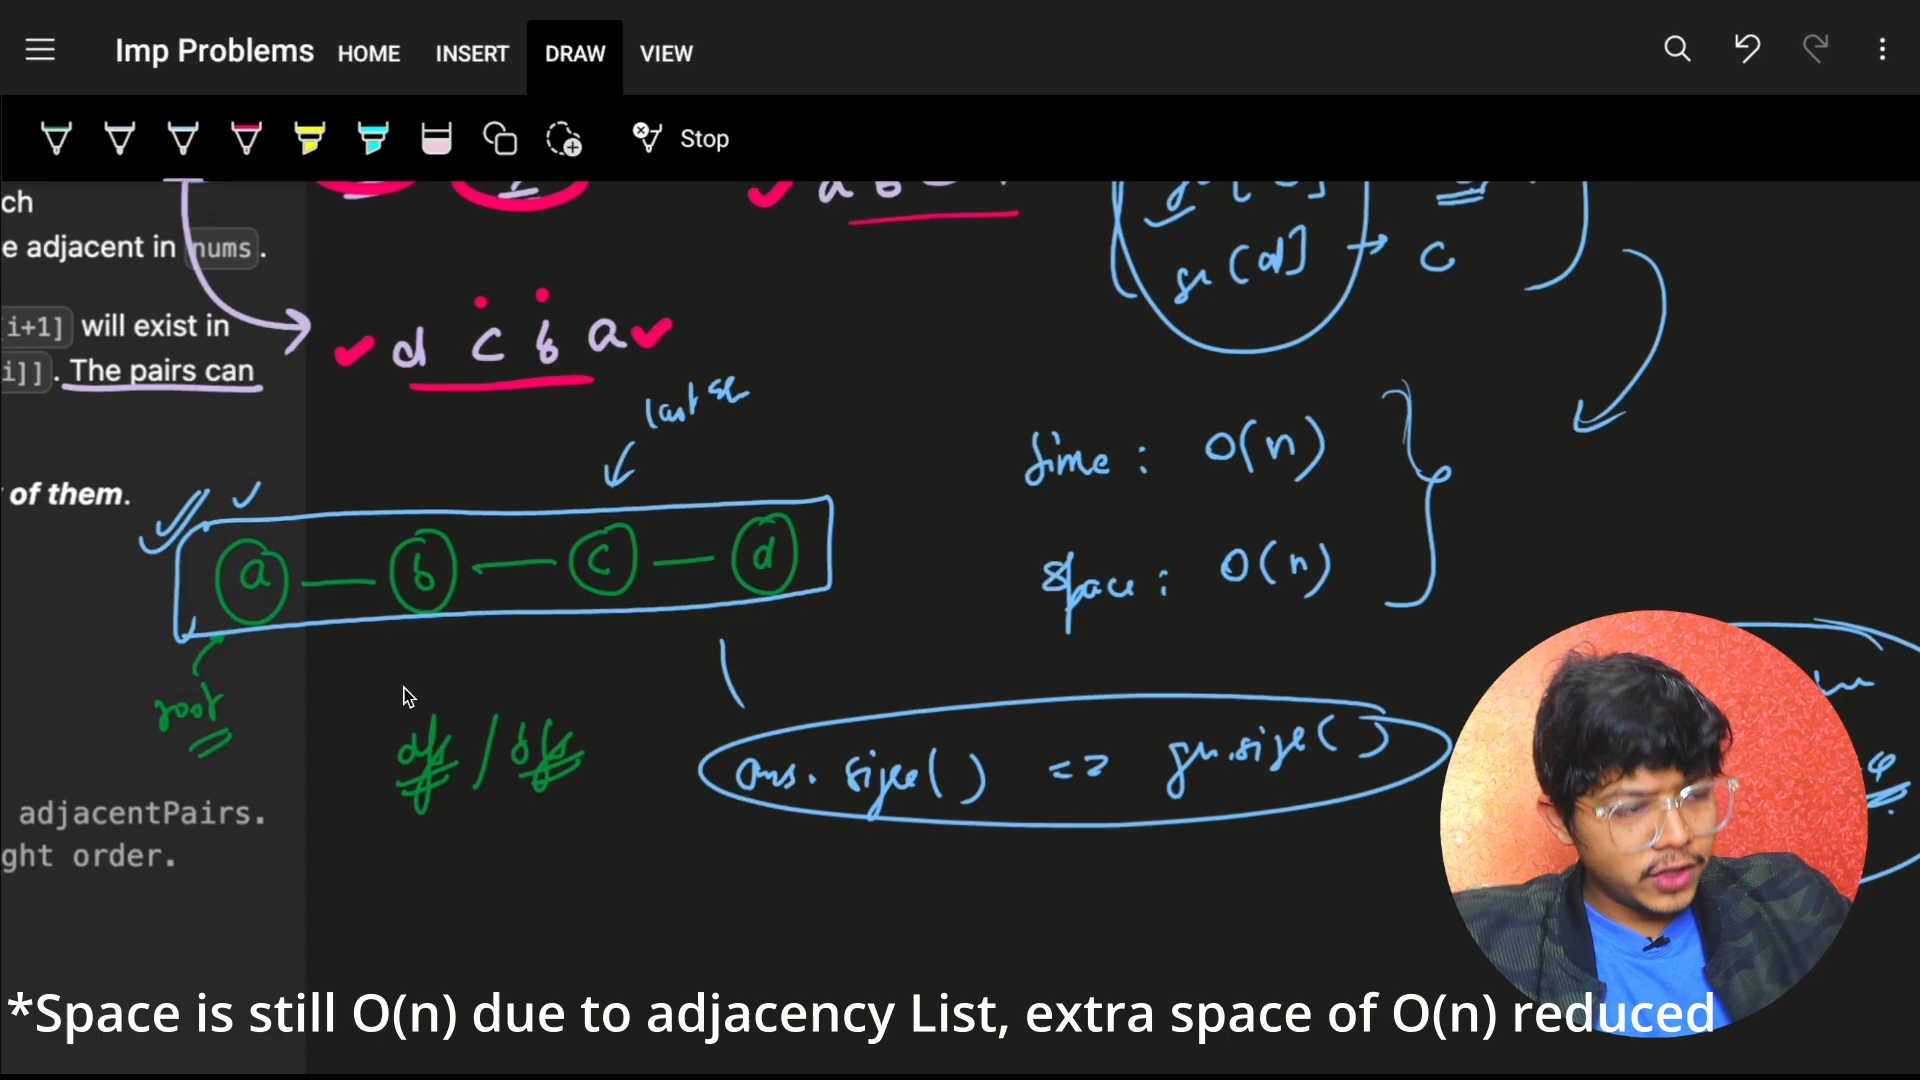 Imp Problems HOME INSERT DRAW VIEW
Stop
ch
e adjacent in nums.
i+1] will exist in
i]]. The pairs can
of them.
adjacentPairs.
ght order.
a b c
gr[d] → c
d c b a
last
a — b — c — d
root
dfs / bfs
time : O(n)
space : O(n)
ans.size() gr.size()
*Space is still O(n) due to adjacency List, extra space of O(n) reduced